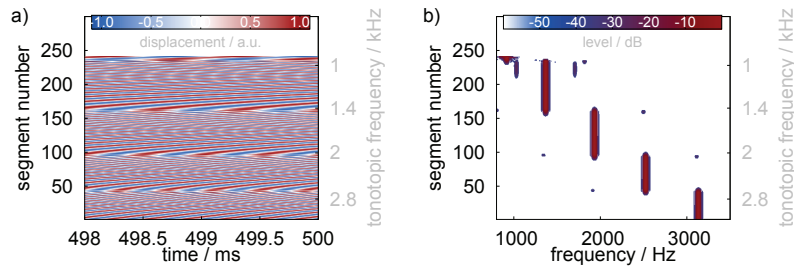 a)
-1.0 -0.5 0.0 0.5 1.0
displacement / a.u.
250
200
150
100
50
segment number
498 498.5 499 499.5 500
time / ms
1
1.4
2
2.8
tonotopic frequency / kHz
b)
-50 -40 -30 -20 -10
level / dB
250
200
150
100
50
segment number
1000 2000 3000
frequency / Hz
1
1.4
2
2.8
tonotopic frequency / kHz